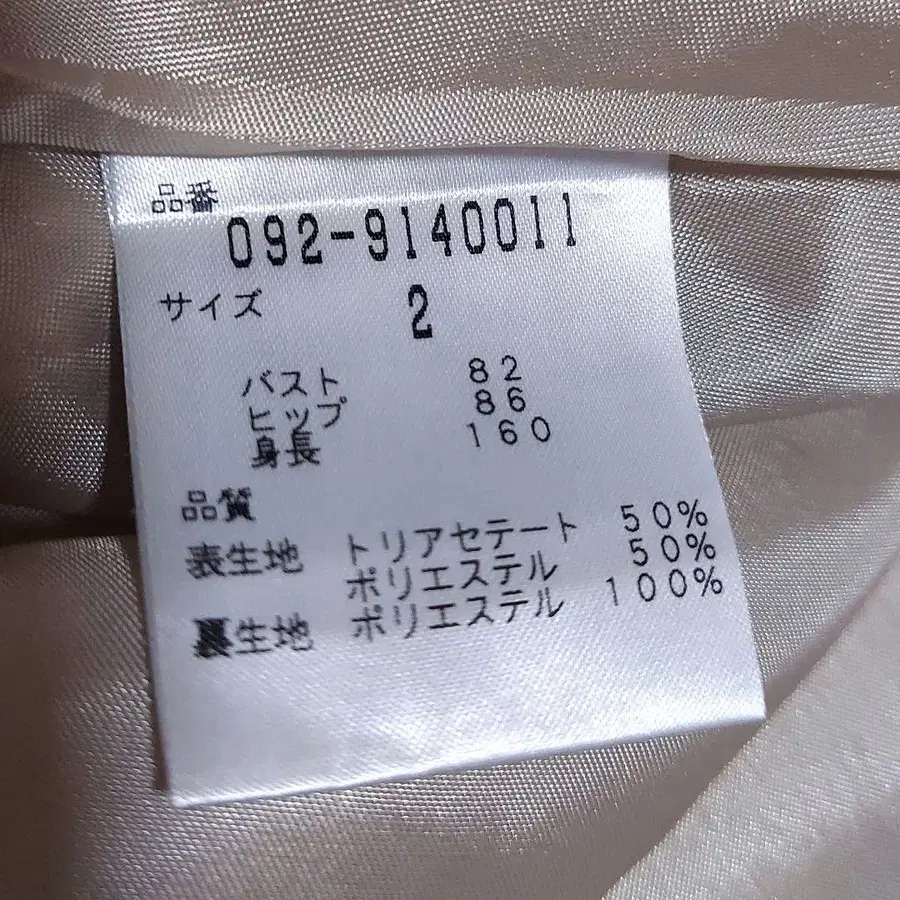 品番
092-9140011
サイズ 2
バスト 82
ヒップ 86
身長 160
品質
表生地 トリアセテート 50%
ポリエステル 50%
裏生地 ポリエステル 100%